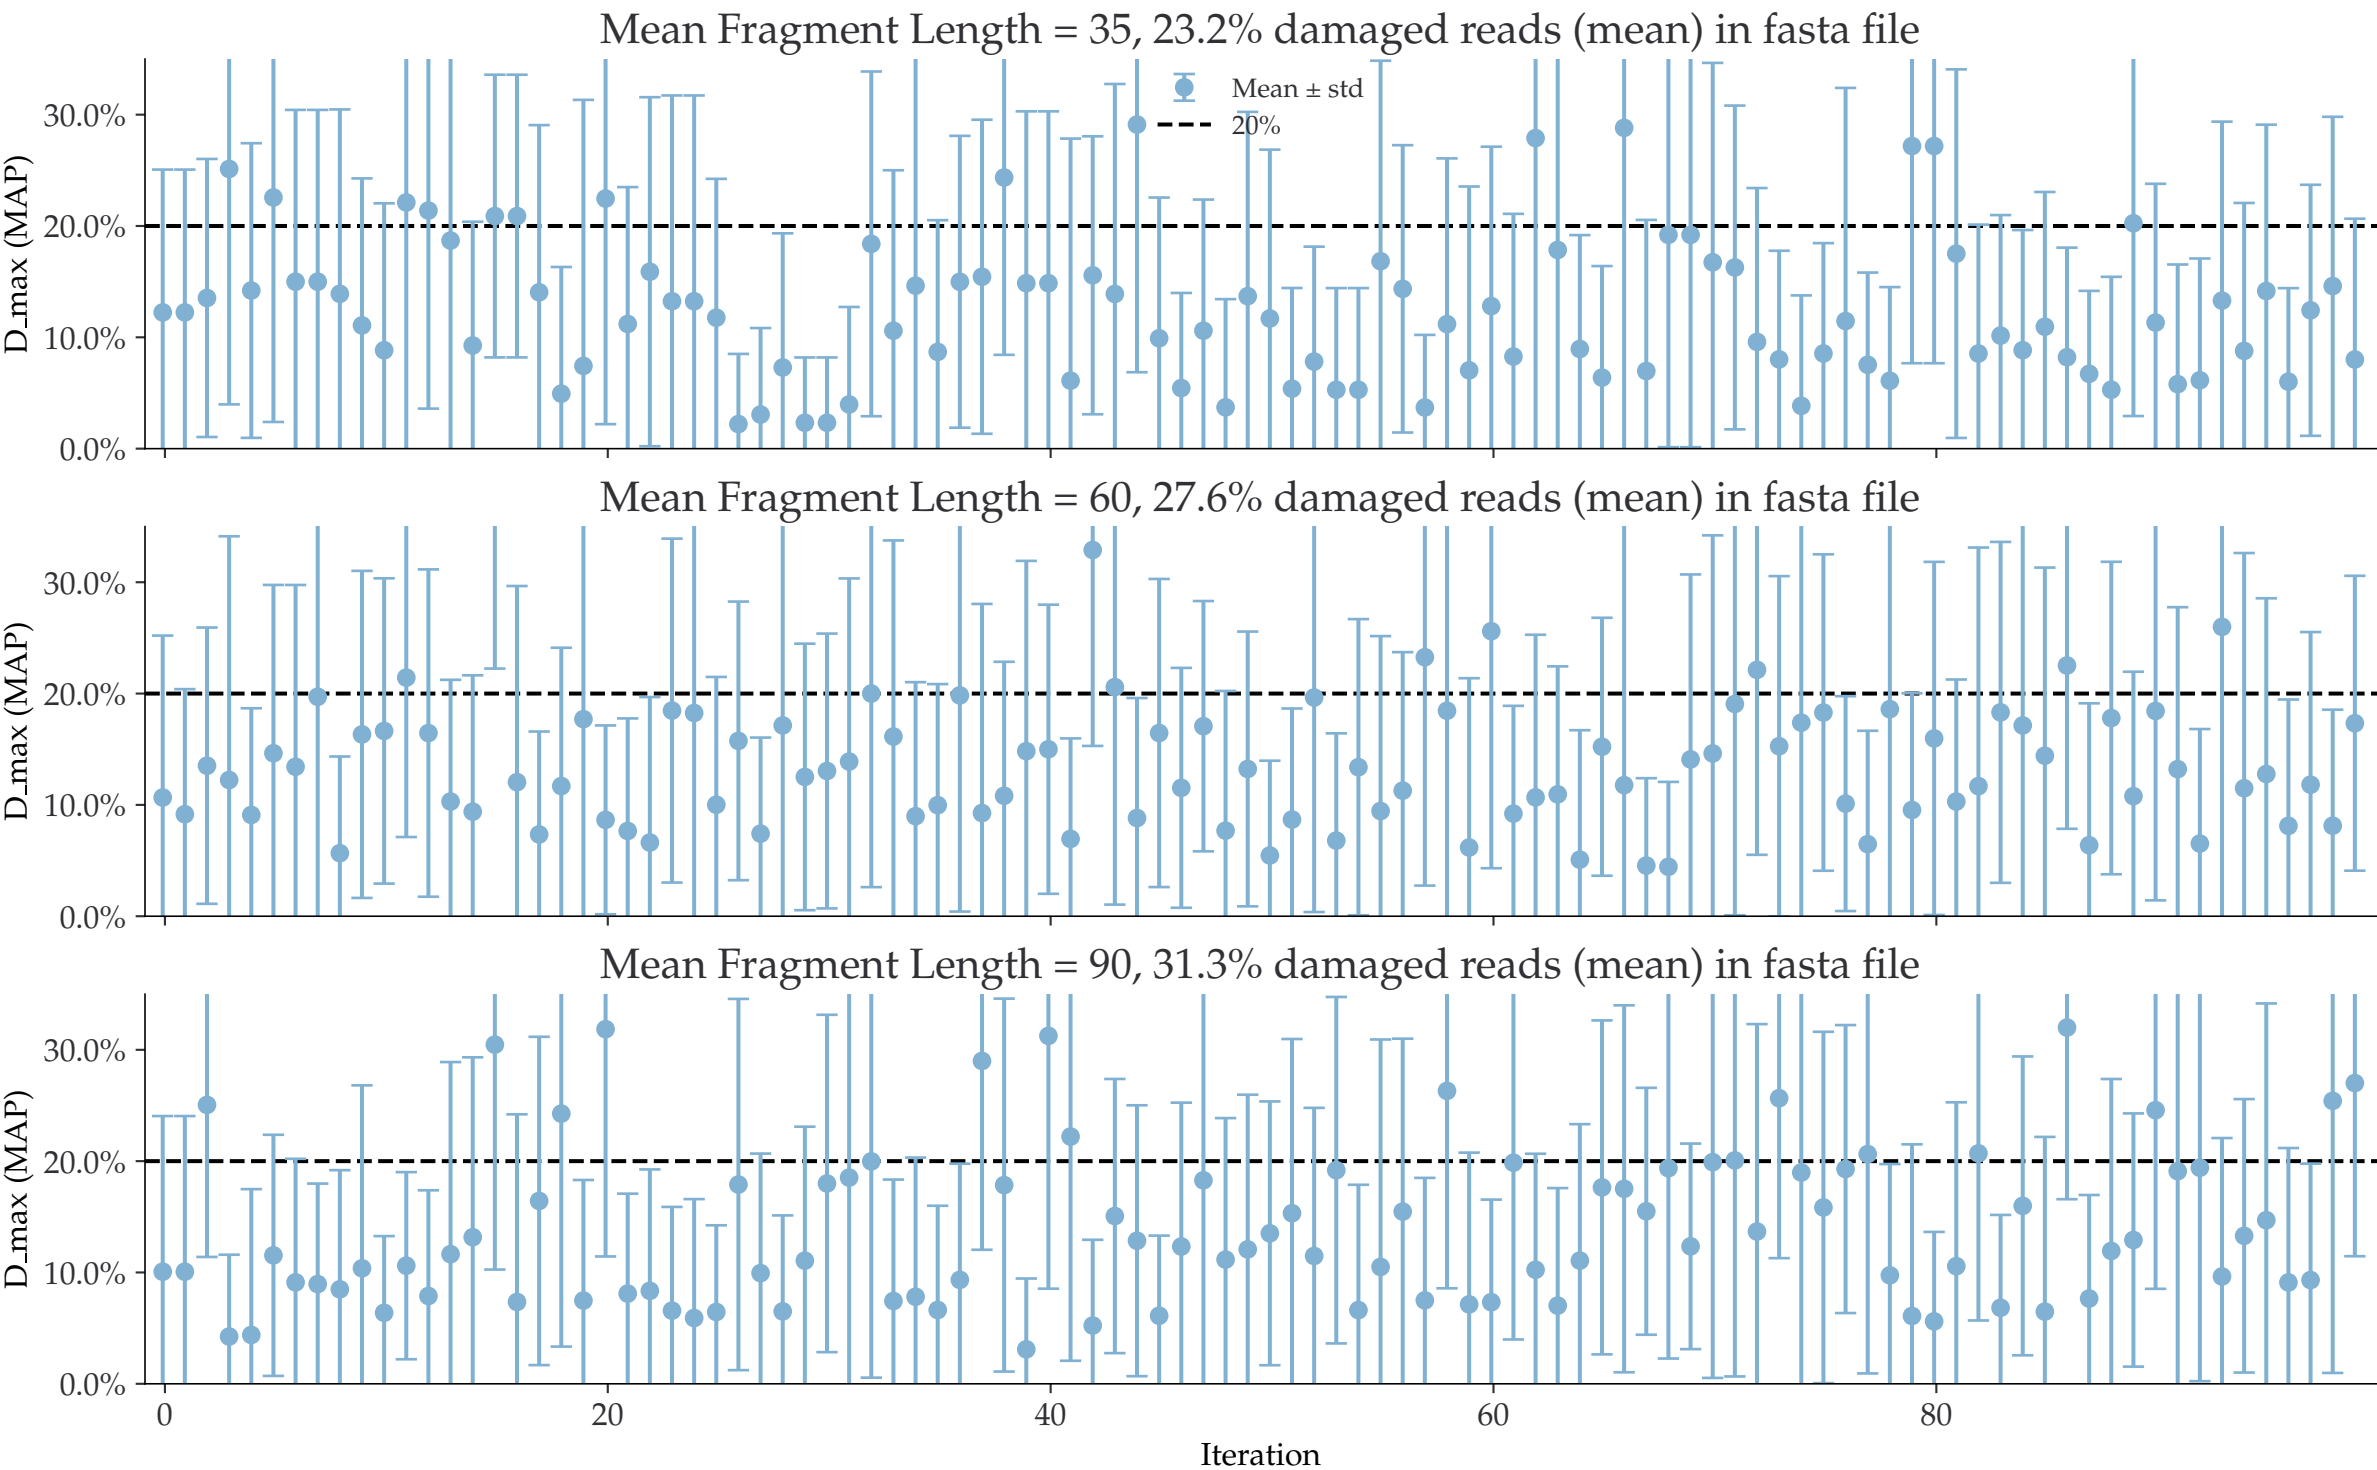 Mean Fragment Length = 35, 23.2% damaged reads (mean) in fasta file
D_max (MAP)
30.0%
20.0%
10.0%
0.0%
Mean ± std
20%
Mean Fragment Length = 60, 27.6% damaged reads (mean) in fasta file
D_max (MAP)
30.0%
20.0%
10.0%
0.0%
Mean Fragment Length = 90, 31.3% damaged reads (mean) in fasta file
D_max (MAP)
30.0%
20.0%
10.0%
0.0%
0 20 40 60 80
Iteration